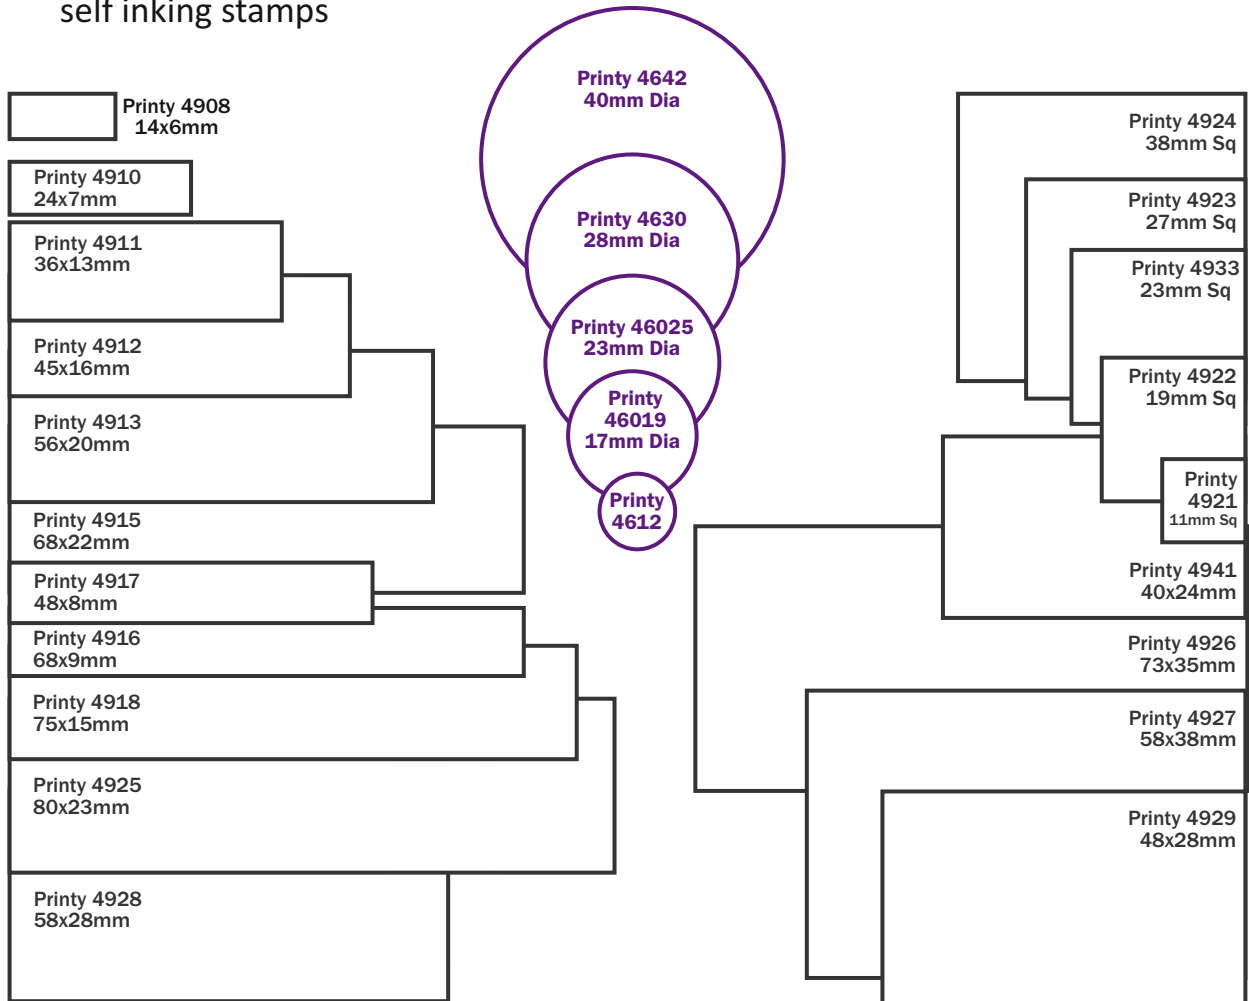 self inking stamps
Printy 4908
14x6mm
Printy 4910
24x7mm
Printy 4911
36x13mm
Printy 4912
45x16mm
Printy 4913
56x20mm
Printy 4915
68x22mm
Printy 4917
48x8mm
Printy 4916
68x9mm
Printy 4918
75x15mm
Printy 4925
80x23mm
Printy 4928
58x28mm
Printy 4642
40mm Dia
Printy 4630
28mm Dia
Printy 46025
23mm Dia
Printy
46019
17mm Dia
Printy
4612
Printy 4924
38mm Sq
Printy 4923
27mm Sq
Printy 4933
23mm Sq
Printy 4922
19mm Sq
Printy
4921
11mm Sq
Printy 4941
40x24mm
Printy 4926
73x35mm
Printy 4927
58x38mm
Printy 4929
48x28mm